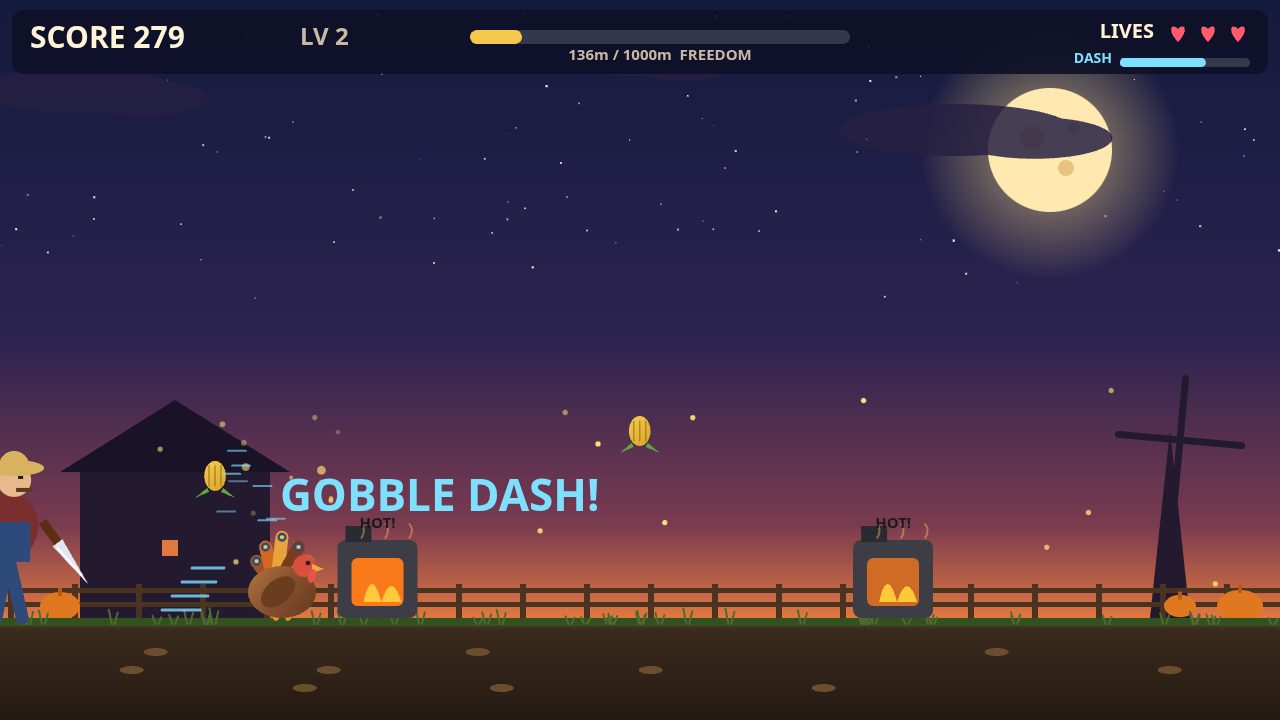 SCORE 279
LV 2
136m / 1000m FREEDOM
LIVES
DASH
GOBBLE DASH!
HOT!
HOT!